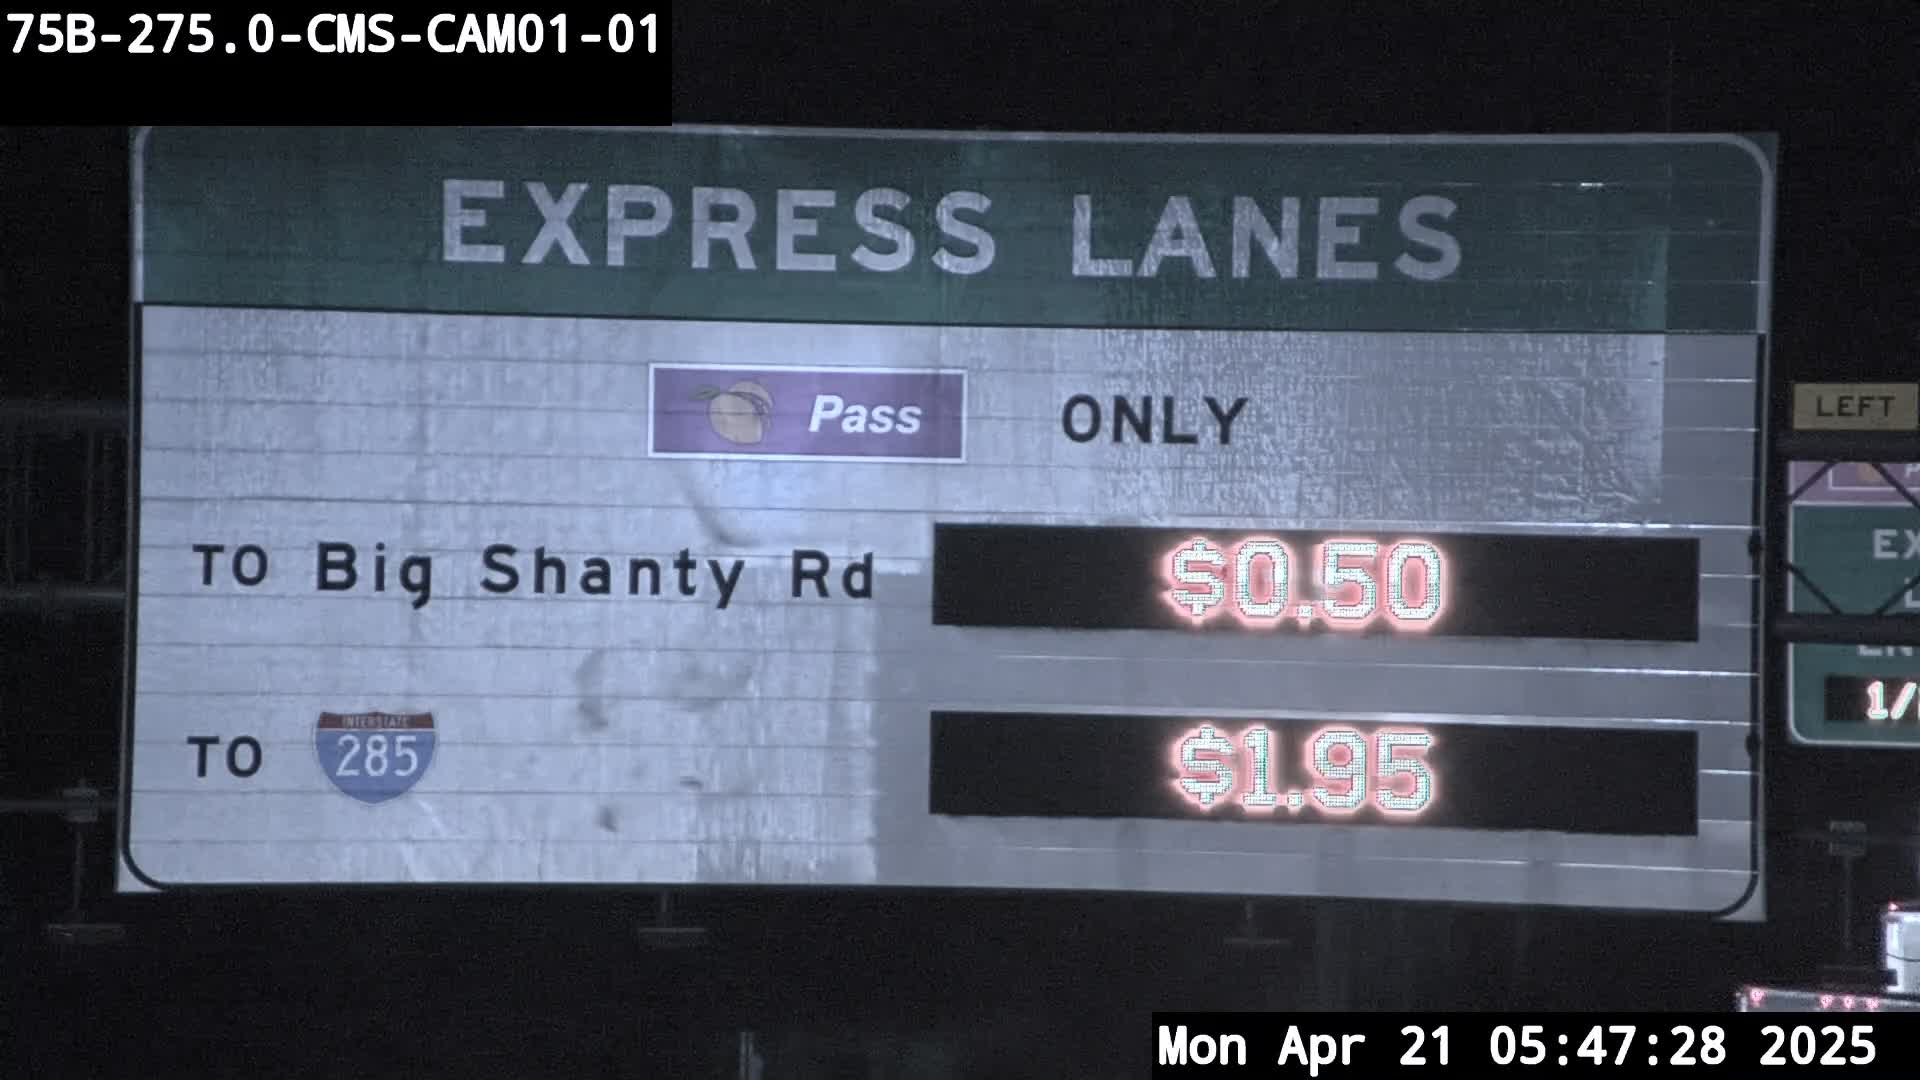 75B-275.0-CMS-CAM01-01
EXPRESS LANES
Pass ONLY
TO Big Shanty Rd $0.50
TO INTERSTATE 285 $1.95
LEFT
Mon Apr 21 05:47:28 2025